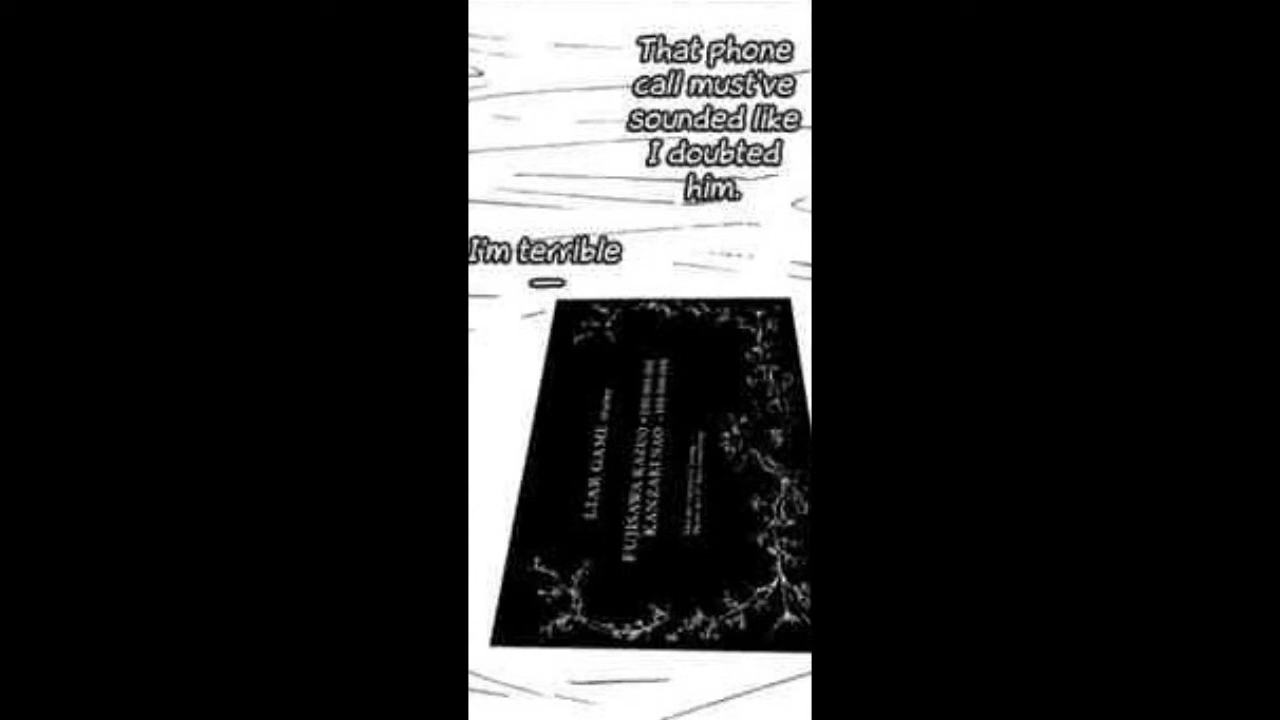 That phone
call must've
sounded like
I doubted
him.
I'm terrible
—
LIAR GAME
FUJISAWA KAZUO
KANZAKI NAO